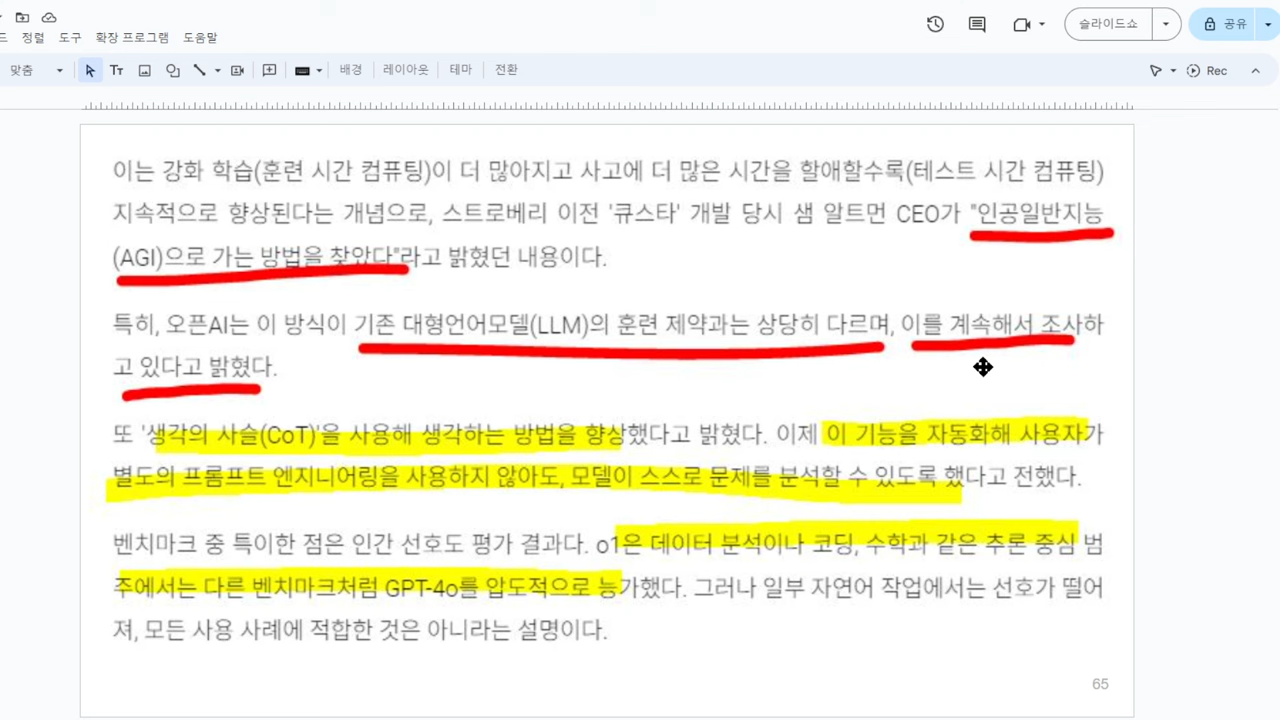 드 정렬 도구 확장 프로그램 도움말
슬라이드쇼
공유
맞춤
Tт
배경 레이아웃 테마 전환
Rec
이는 강화 학습(훈련 시간 컴퓨팅)이 더 많아지고 사고에 더 많은 시간을 할애할수록(테스트 시간 컴퓨팅)
지속적으로 향상된다는 개념으로, 스트로베리 이전 '큐스타' 개발 당시 샘 알트먼 CEO가 "인공일반지능
(AGI)으로 가는 방법을 찾았다"라고 밝혔던 내용이다.
특히, 오픈AI는 이 방식이 기존 대형언어모델(LLM)의 훈련 제약과는 상당히 다르며, 이를 계속해서 조사하
고 있다고 밝혔다.
또 '생각의 사슬(CoT)'을 사용해 생각하는 방법을 향상했다고 밝혔다. 이제 이 기능을 자동화해 사용자가
별도의 프롬프트 엔지니어링을 사용하지 않아도, 모델이 스스로 문제를 분석할 수 있도록 했다고 전했다.
벤치마크 중 특이한 점은 인간 선호도 평가 결과다. o1은 데이터 분석이나 코딩, 수학과 같은 추론 중심 범
주에서는 다른 벤치마크처럼 GPT-4o를 압도적으로 능가했다. 그러나 일부 자연어 작업에서는 선호가 떨어
져, 모든 사용 사례에 적합한 것은 아니라는 설명이다.
65